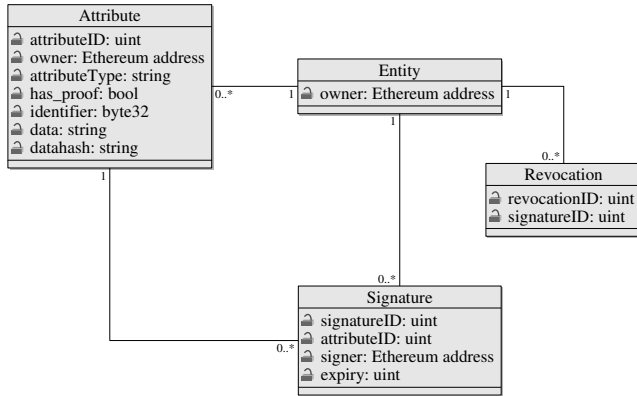 Attribute
attributeID: uint
owner: Ethereum address
attributeType: string
has_proof: bool
identifier: byte32
data: string
datahash: string
0..*
1
Entity
owner: Ethereum address
1
1
0..*
Revocation
revocationID: uint
signatureID: uint
1
0..*
0..*
Signature
signatureID: uint
attributeID: uint
signer: Ethereum address
expiry: uint